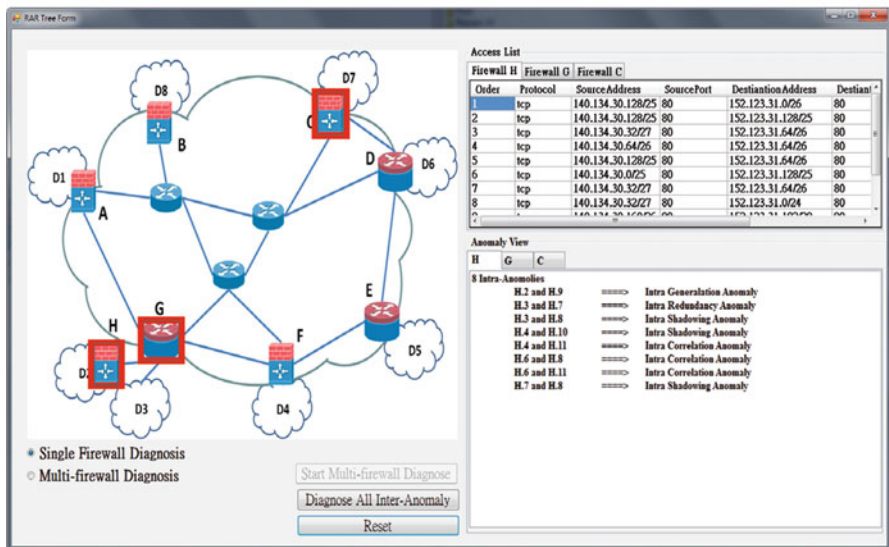 RAR Tree Form
D7
D8
C
B
D
D6
D1
A
G
E
H
F
D5
D2
D3
D4
Single Firewall Diagnosis
Multi-firewall Diagnosis
Start Multi-firewall Diagnose
Diagnose All Inter-Anomaly
Reset
Access List
Firewall H Firewall G Firewall C
Order Protocol SourceAddress SourcePort DestiantionAddress Destiant
1 tcp 140.134.30.128/25 80 152.123.31.0/26 80
2 tcp 140.134.30.128/25 80 152.123.31.128/25 80
3 tcp 140.134.30.32/27 80 152.123.31.64/26 80
4 tcp 140.134.30.64/26 80 152.123.31.64/26 80
5 tcp 140.134.30.128/25 80 152.123.31.64/26 80
6 tcp 140.134.30.0/25 80 152.123.31.128/25 80
7 tcp 140.134.30.32/27 80 152.123.31.64/26 80
8 tcp 140.134.30.32/27 80 152.123.31.0/24 80
Anomaly View
H G C
8 Intra-Anomolies
H.2 and H.9 ====> Intra Generalation Anomaly
H.3 and H.7 ====> Intra Redundancy Anomaly
H.3 and H.8 ====> Intra Shadowing Anomaly
H.4 and H.10 ====> Intra Shadowing Anomaly
H.4 and H.11 ====> Intra Correlation Anomaly
H.6 and H.8 ====> Intra Correlation Anomaly
H.6 and H.11 ====> Intra Correlation Anomaly
H.7 and H.8 ====> Intra Shadowing Anomaly